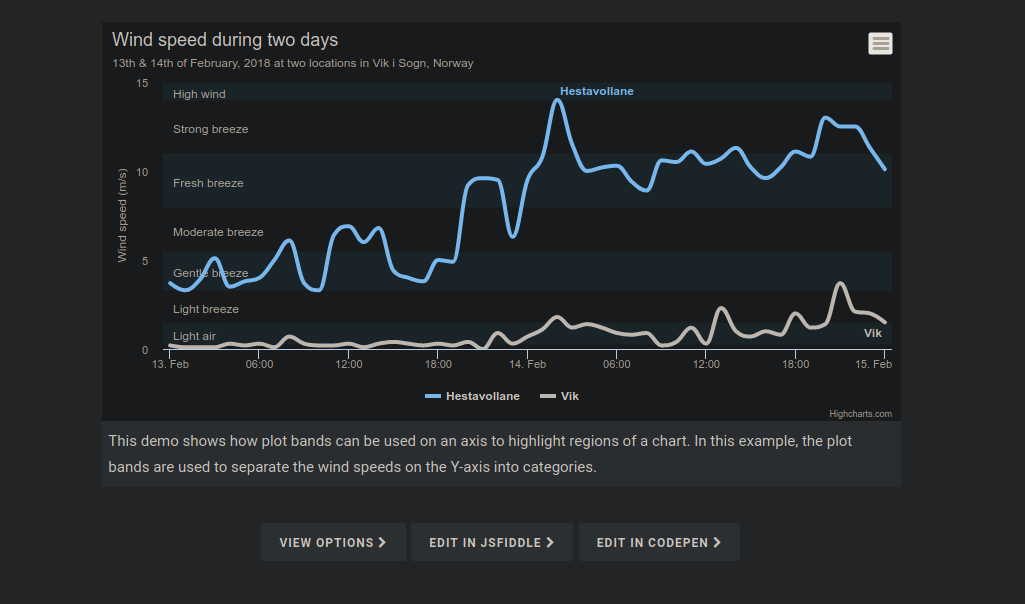 Wind speed during two days
13th & 14th of February, 2018 at two locations in Vik i Sogn, Norway
Wind speed (m/s)
15
10
5
0
High wind
Strong breeze
Fresh breeze
Moderate breeze
Gentle breeze
Light breeze
Light air
Hestavollane
Vik
13. Feb 06:00 12:00 18:00 14. Feb 06:00 12:00 18:00 15. Feb
Hestavollane Vik
Highcharts.com
This demo shows how plot bands can be used on an axis to highlight regions of a chart. In this example, the plot
bands are used to separate the wind speeds on the Y-axis into categories.
VIEW OPTIONS EDIT IN JSFIDDLE EDIT IN CODEPEN